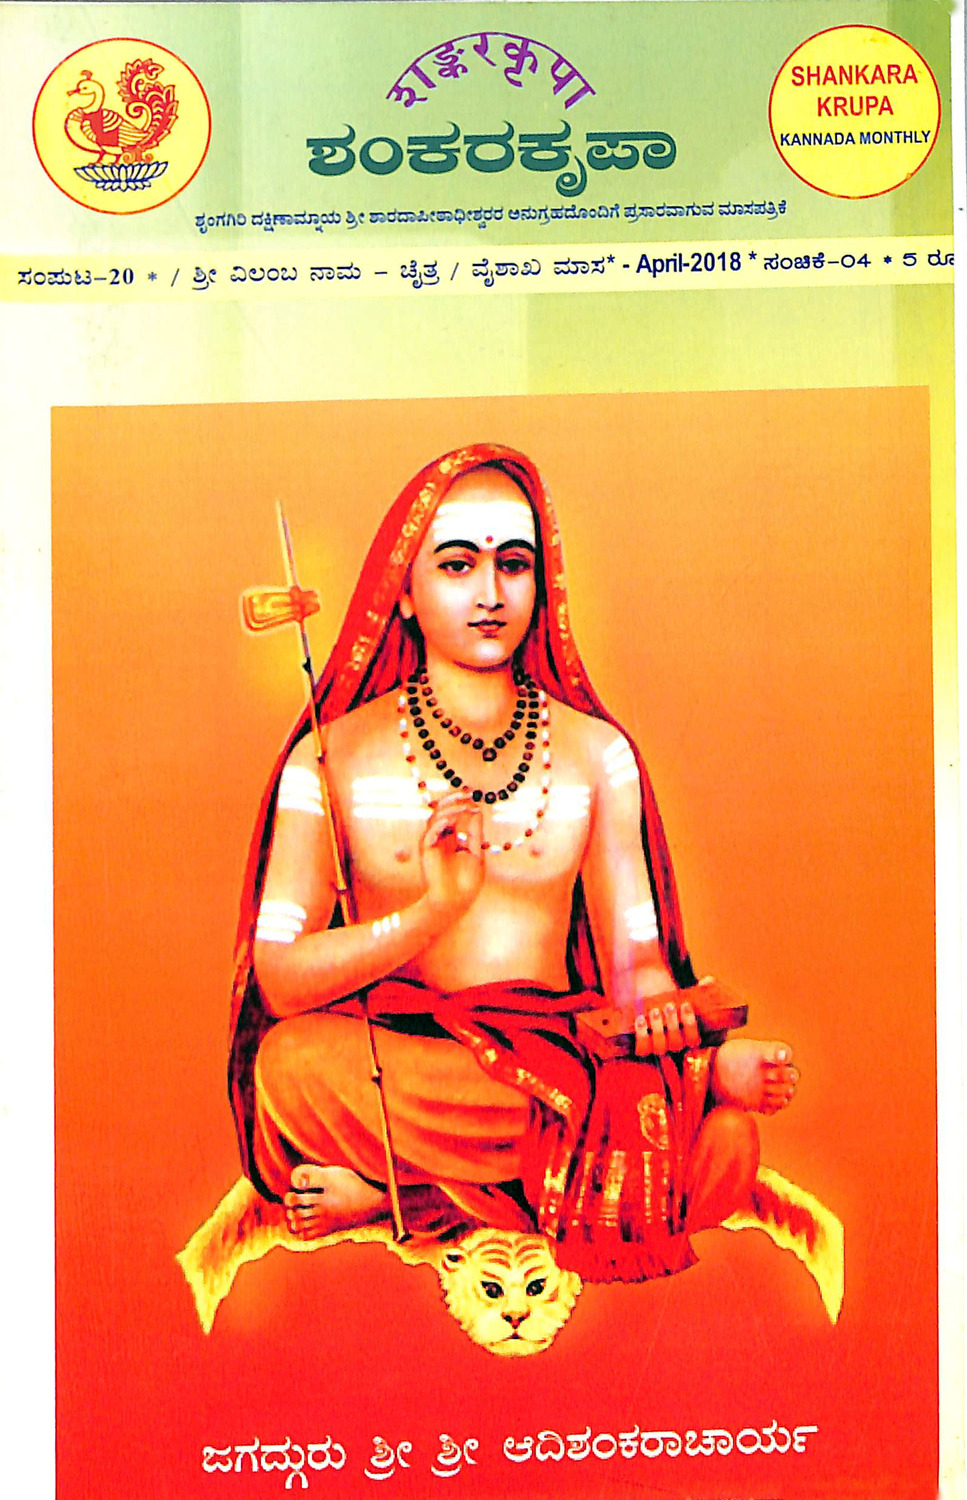 शाङ्करकृपा
ಶಂಕರಕೃಪಾ
SHANKARA
KRUPA
KANNADA MONTHLY
ಶೃಂಗಗಿರಿ ದಕ್ಷಿಣಾಮ್ನಾಯ ಶ್ರೀ ಶಾರದಾಪೀಠಾಧೀಶ್ವರರ ಅನುಗ್ರಹದೊಂದಿಗೆ ಪ್ರಸಾರವಾಗುವ ಮಾಸಪತ್ರಿಕೆ
ಸಂಪುಟ-20 * / ಶ್ರೀ ವಿಲಂಬ ನಾಮ - ಚೈತ್ರ / ವೈಶಾಖ ಮಾಸ* - April-2018 * ಸಂಚಿಕೆ-04 * 5 ರೂ
ಜಗದ್ಗುರು ಶ್ರೀ ಶ್ರೀ ಆದಿಶಂಕರಾಚಾರ್ಯ